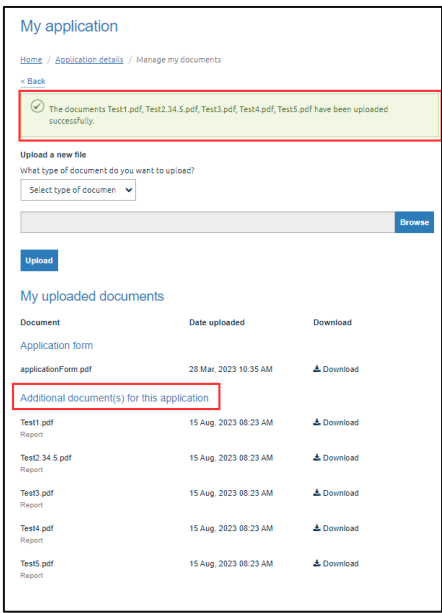 My application
Home / Application details / Manage my documents
< Back
The documents Test1.pdf, Test2.34.5.pdf, Test3.pdf, Test4.pdf, Test5.pdf have been uploaded
successfully.
Upload a new file
What type of document do you want to upload?
Select type of documen
Browse
Upload
My uploaded documents
Document Date uploaded Download
Application form
applicationForm.pdf 28 Mar, 2023 10:35 AM Download
Additional document(s) for this application
Test1.pdf 15 Aug, 2023 08:23 AM Download
Report
Test2.34.5.pdf 15 Aug, 2023 08:23 AM Download
Report
Test3.pdf 15 Aug, 2023 08:23 AM Download
Report
Test4.pdf 15 Aug, 2023 08:23 AM Download
Report
Test5.pdf 15 Aug, 2023 08:23 AM Download
Report